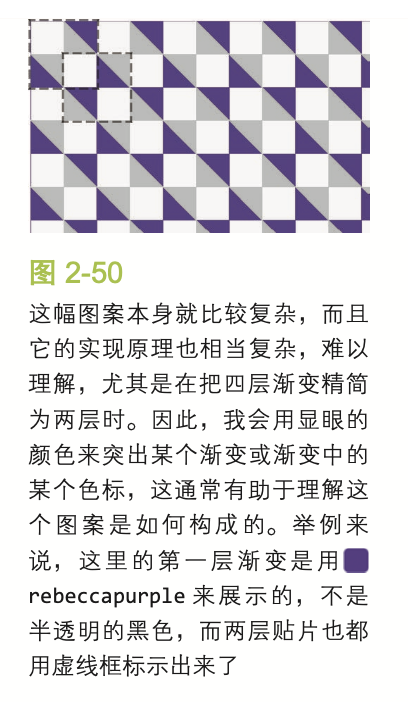 图 2-50
这幅图案本身就比较复杂，而且
它的实现原理也相当复杂，难以
理解，尤其是在把四层渐变精简
为两层时。因此，我会用显眼的
颜色来突出某个渐变或渐变中的
某个色标，这通常有助于理解这
个图案是如何构成的。举例来
说，这里的第一层渐变是用
rebeccapurple 来展示的，不是
半透明的黑色，而两层贴片也都
用虚线框标示出来了